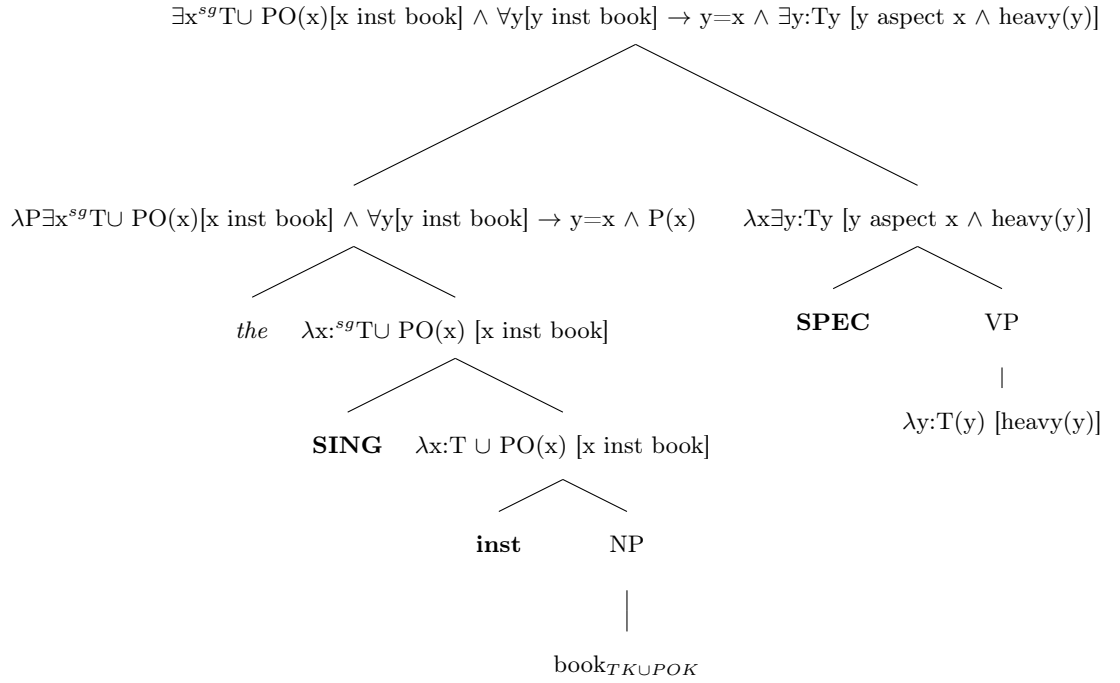 ∃x^{sg}T∪ PO(x)[x inst book] ∧ ∀y[y inst book] → y=x ∧ ∃y:Ty [y aspect x ∧ heavy(y)]
λP∃x^{sg}T∪ PO(x)[x inst book] ∧ ∀y[y inst book] → y=x ∧ P(x) λx∃y:Ty [y aspect x ∧ heavy(y)]
the λx:^{sg}T∪ PO(x) [x inst book] SPEC VP
λy:T(y) [heavy(y)]
SING λx:T ∪ PO(x) [x inst book]
inst NP
book_{TK∪POK}